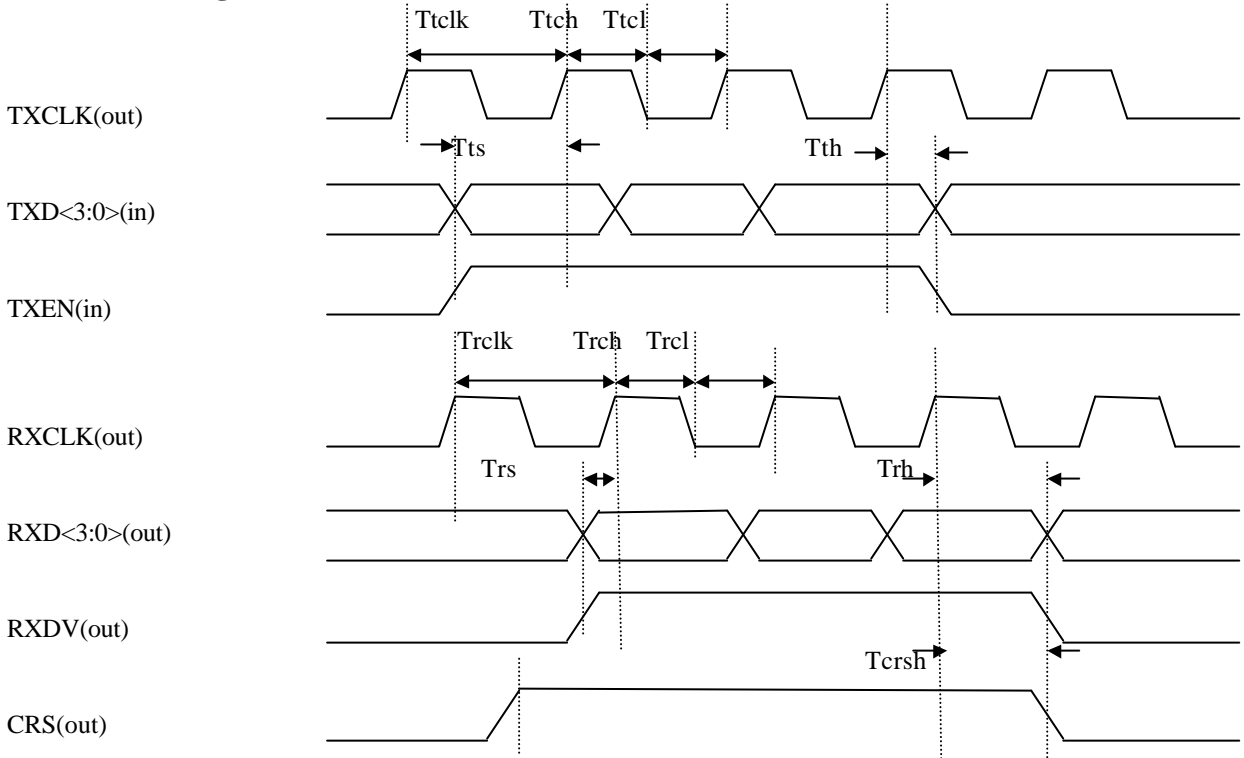 Ttclk Ttch Ttcl
TXCLK(out)
Tts Tth
TXD<3:0>(in)
TXEN(in)
Trclk Trch Trcl
RXCLK(out)
Trs Trh
RXD<3:0>(out)
RXDV(out)
Tcrsh
CRS(out)